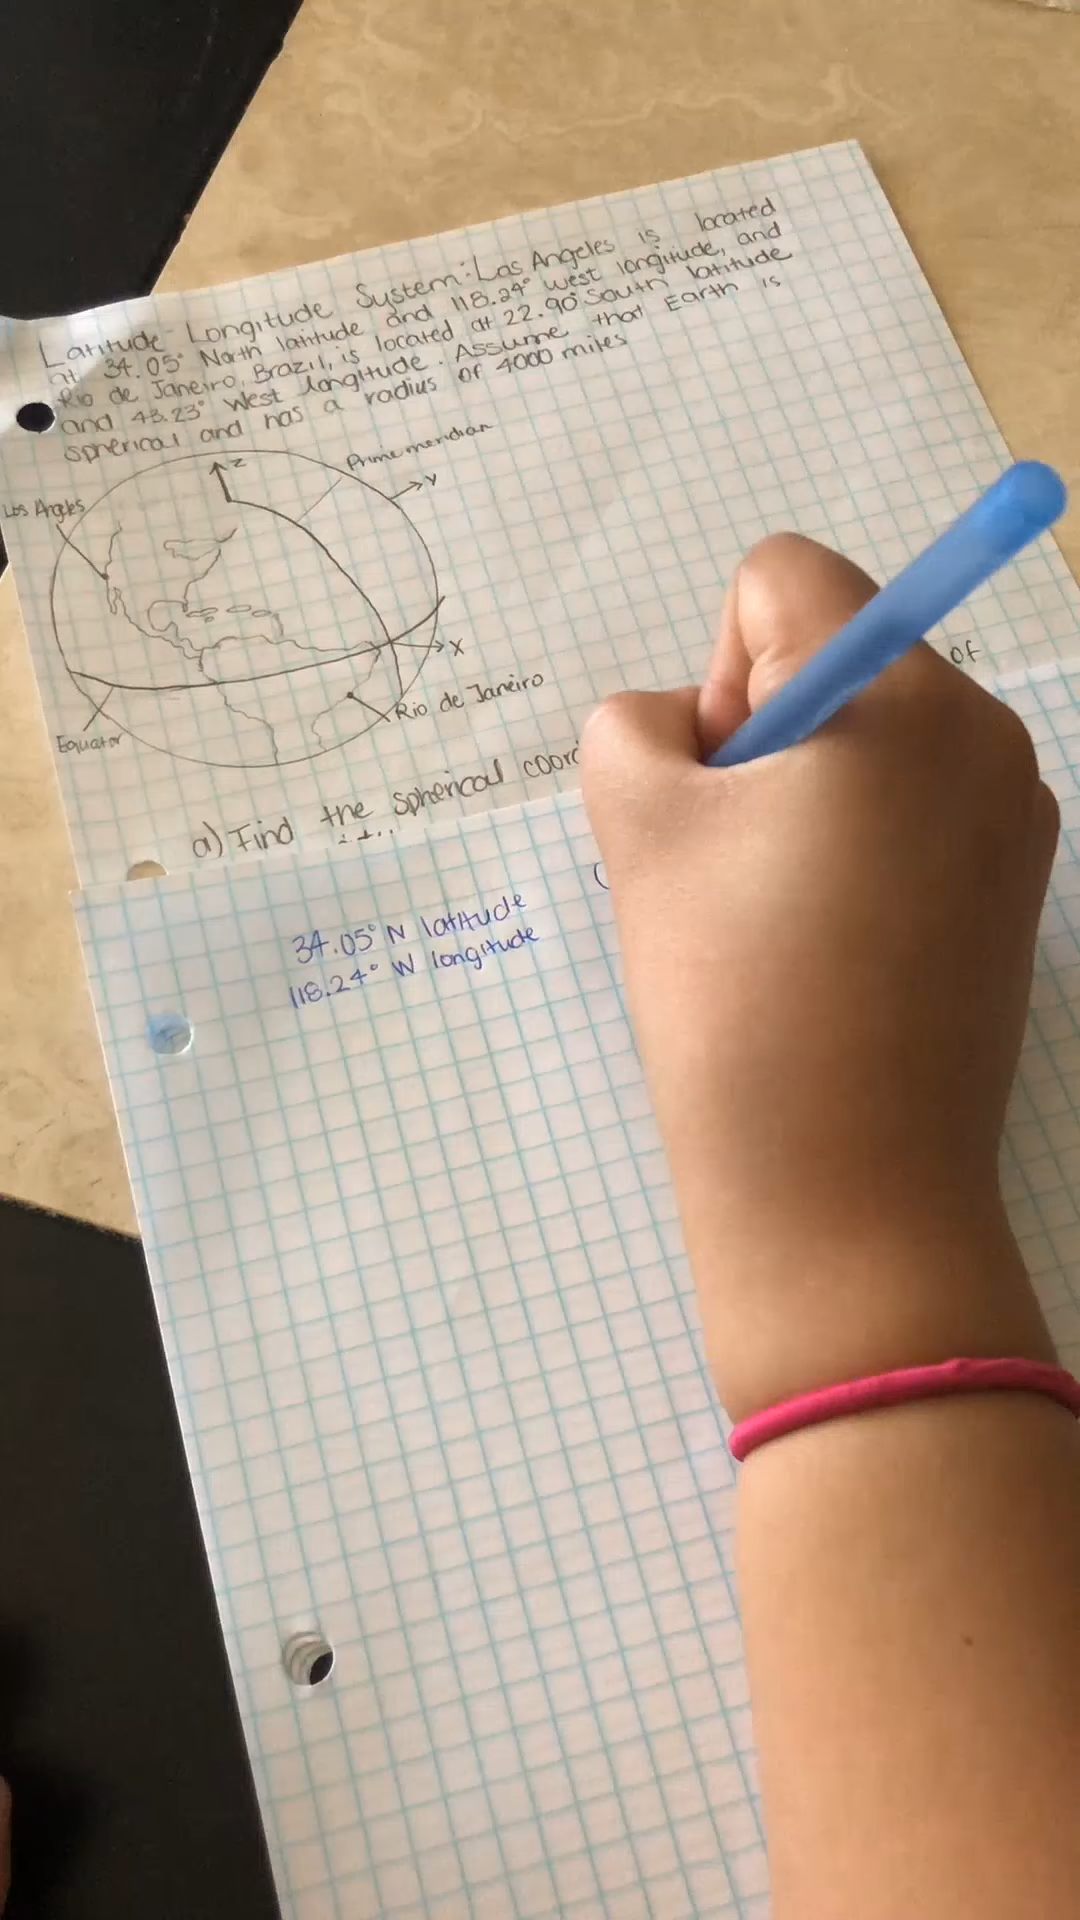 Latitude-Longitude System: Los Angeles is located
at 34.05° North latitude and 118.24° west longitude, and
Rio de Janeiro, Brazil, is located at 22.90° South latitude
and 43.23° West longitude. Assume that Earth is
spherical and has a radius of 4000 miles
Prime meridian
z
y
Los Angeles
x
Rio de Janeiro
Equator
of
a) Find the spherical
34.05° N latitude
118.24° W longitude